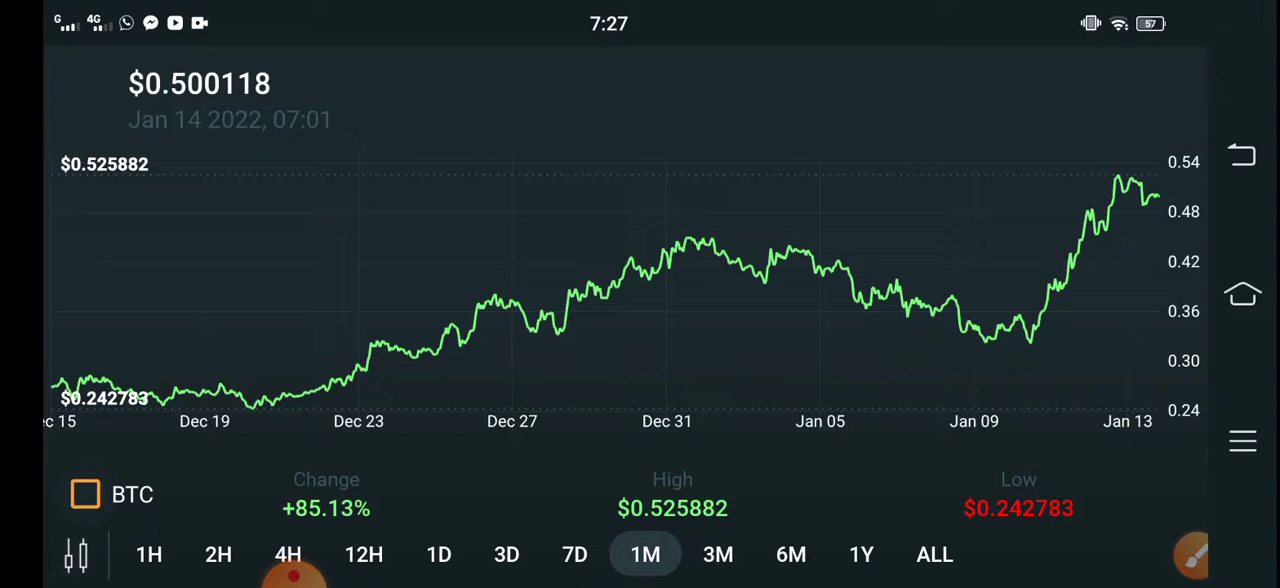 G 4G 7:27 57
$0.500118
Jan 14 2022, 07:01
$0.525882
0.54
0.48
0.42
0.36
0.30
$0.242783
0.24
c 15 Dec 19 Dec 23 Dec 27 Dec 31 Jan 05 Jan 09 Jan 13
BTC
Change High Low
+85.13% $0.525882 $0.242783
1H 2H 4H 12H 1D 3D 7D 1M 3M 6M 1Y ALL